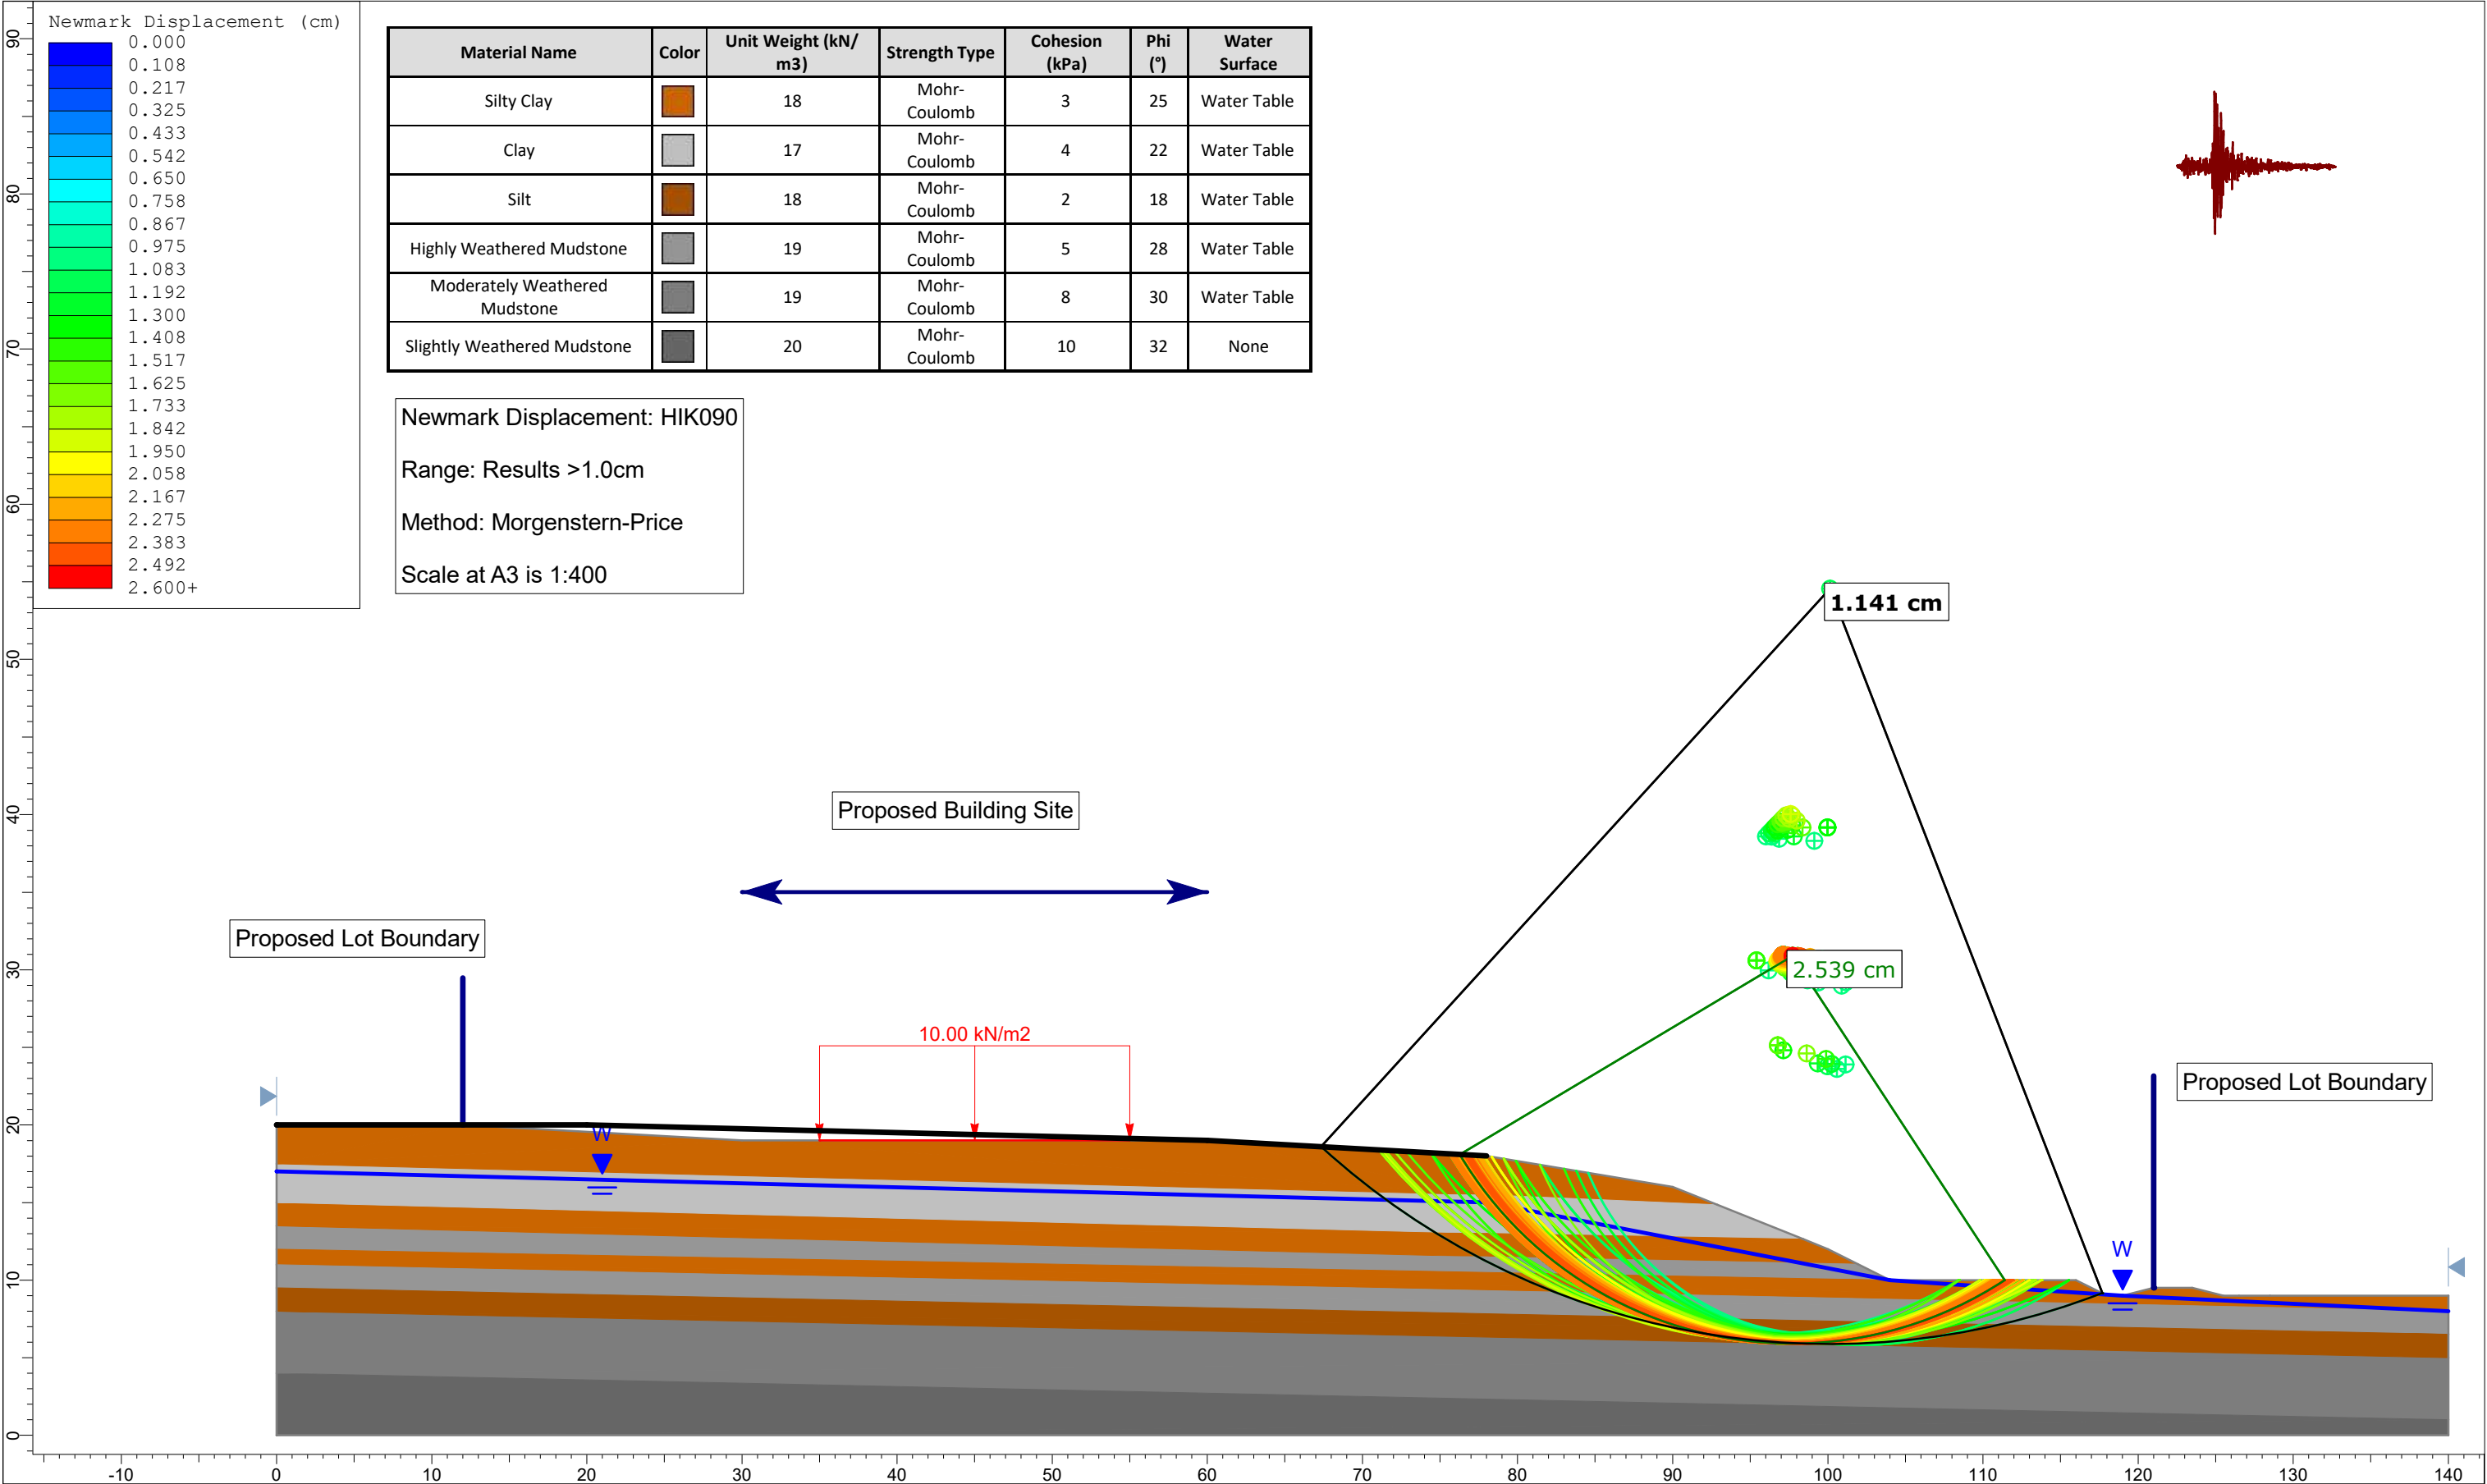 Newmark Displacement (cm)
0.000
0.108
0.217
0.325
0.433
0.542
0.650
0.758
0.867
0.975
1.083
1.192
1.300
1.408
1.517
1.625
1.733
1.842
1.950
2.058
2.167
2.275
2.383
2.492
2.600+
Material Name Color Unit Weight (kN/ m3) Strength Type Cohesion (kPa) Phi (°) Water Surface
Silty Clay 18 Mohr-Coulomb 3 25 Water Table
Clay 17 Mohr-Coulomb 4 22 Water Table
Silt 18 Mohr-Coulomb 2 18 Water Table
Highly Weathered Mudstone 19 Mohr-Coulomb 5 28 Water Table
Moderately Weathered Mudstone 19 Mohr-Coulomb 8 30 Water Table
Slightly Weathered Mudstone 20 Mohr-Coulomb 10 32 None
Newmark Displacement: HIK090
Range: Results >1.0cm
Method: Morgenstern-Price
Scale at A3 is 1:400
1.141 cm
Proposed Building Site
Proposed Lot Boundary
2.539 cm
10.00 kN/m2
Proposed Lot Boundary
W
W
90
80
70
60
50
40
30
20
10
0
-10 0 10 20 30 40 50 60 70 80 90 100 110 120 130 140